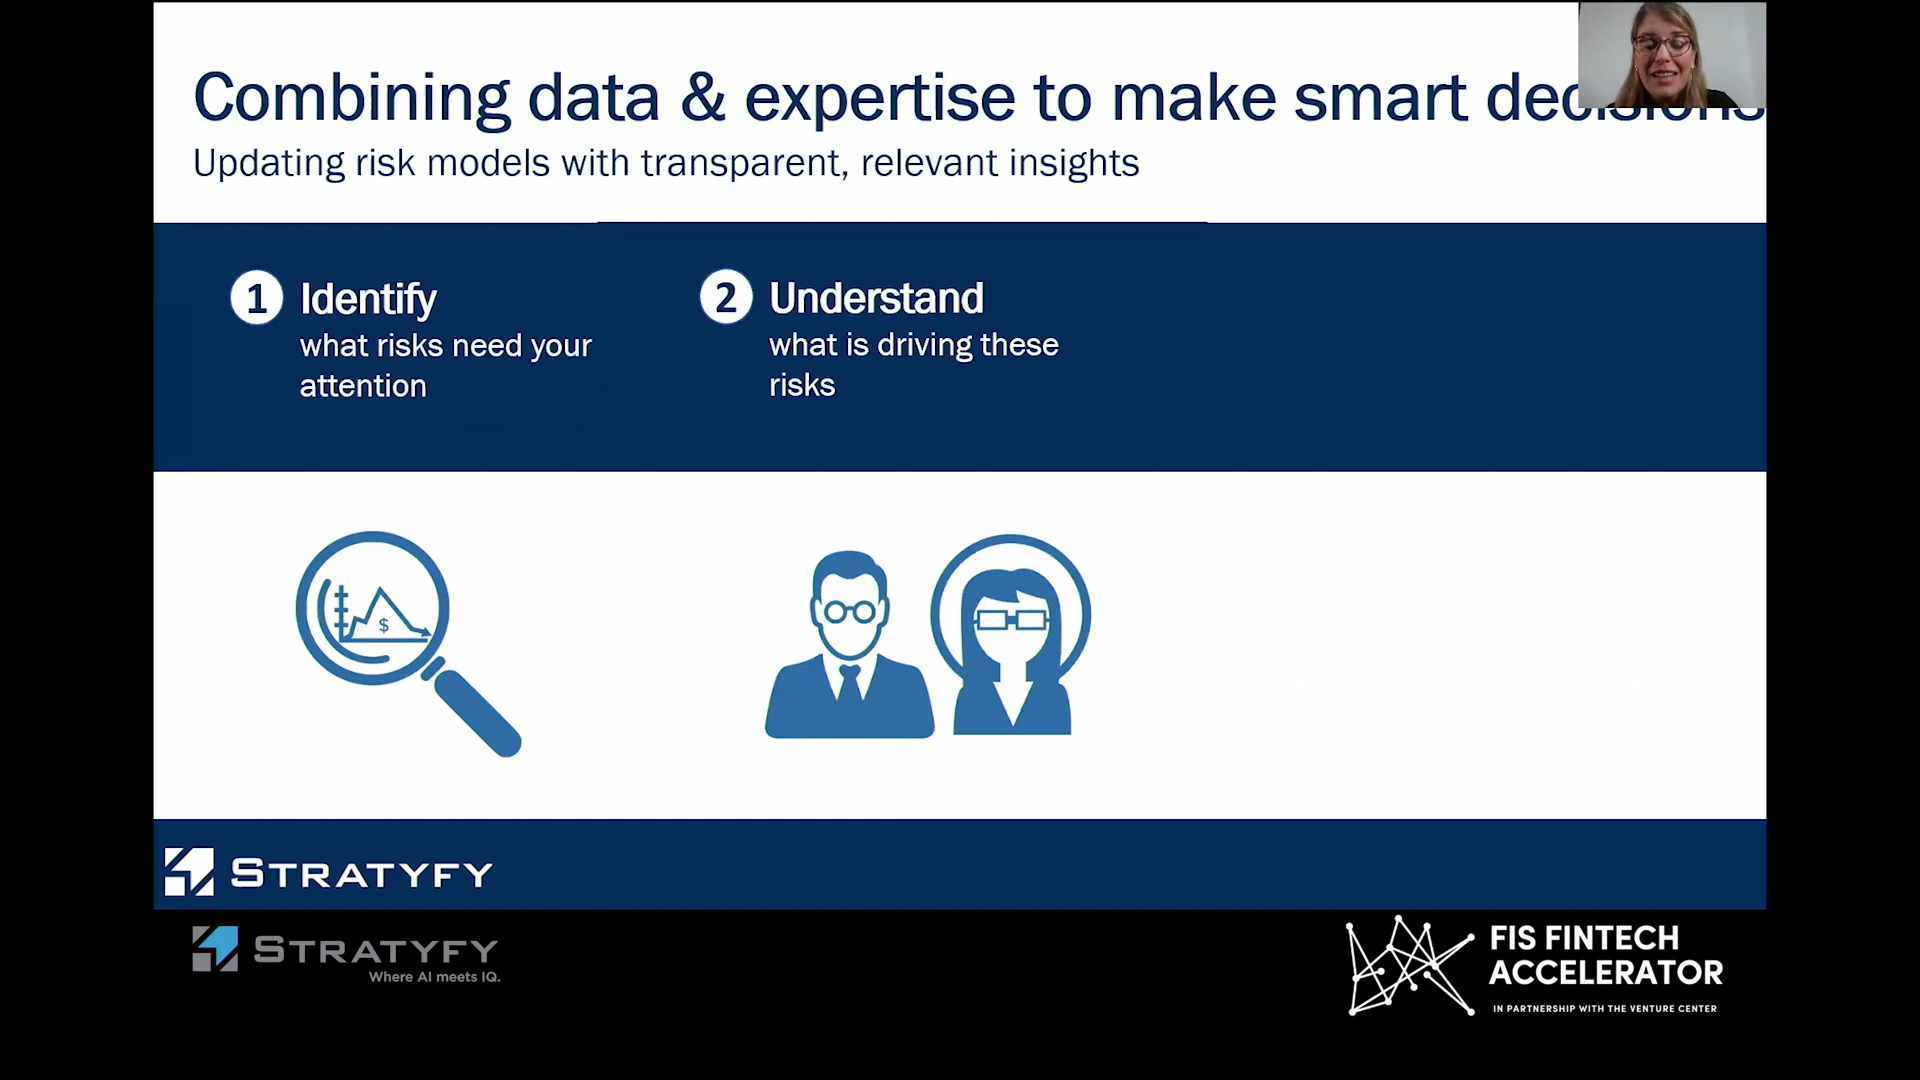 Combining data & expertise to make smart decisions
Updating risk models with transparent, relevant insights
1 Identify
what risks need your
attention
2 Understand
what is driving these
risks
$
STRATYFY
STRATYFY
Where AI meets IQ.
FIS FINTECH
ACCELERATOR
IN PARTNERSHIP WITH THE VENTURE CENTER